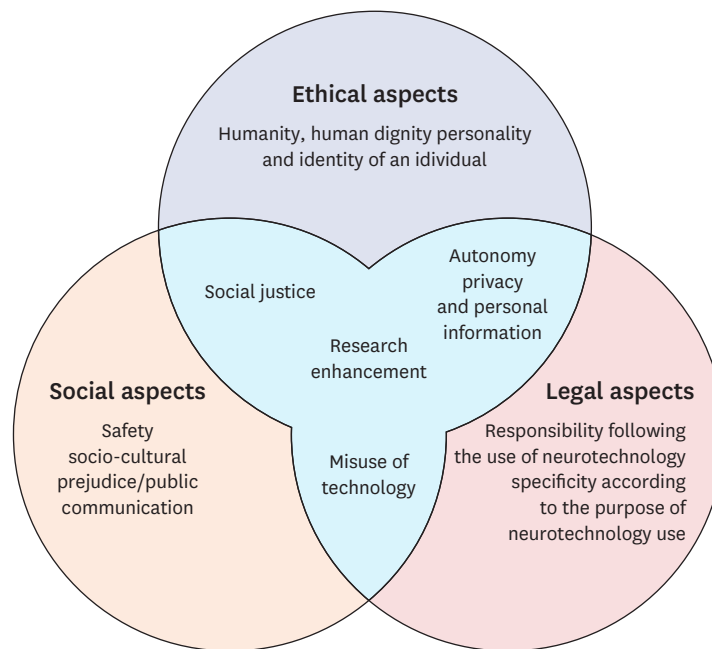 Ethical aspects
Humanity, human dignity personality
and identity of an idividual
Social justice
Autonomy
privacy
and personal
information
Research
enhancement
Social aspects
Safety
socio-cultural
prejudice/public
communication
Legal aspects
Responsibility following
the use of neurotechnology
specificity according
to the purpose of
neurotechnology use
Misuse of
technology